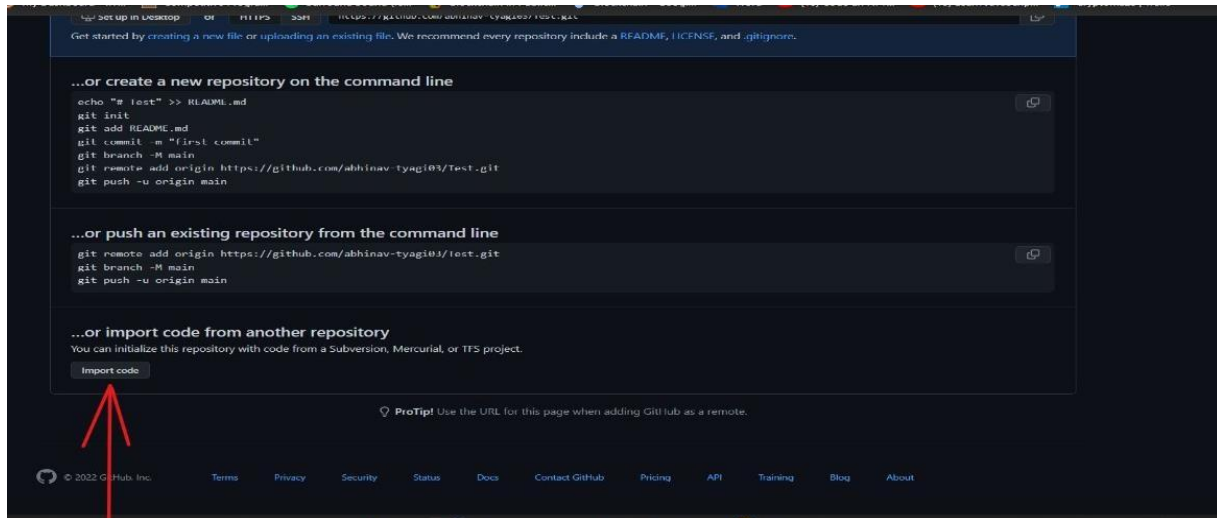 Set up in Desktop or HTTPS SSH https://github.com/abhinav-tyagi03/Test.git
Get started by creating a new file or uploading an existing file. We recommend every repository include a README, LICENSE, and .gitignore.
...or create a new repository on the command line
echo "# Test" >> README.md
git init
git add README.md
git commit -m "first commit"
git branch -M main
git remote add origin https://github.com/abhinav-tyagi03/Test.git
git push -u origin main
...or push an existing repository from the command line
git remote add origin https://github.com/abhinav-tyagi03/Test.git
git branch -M main
git push -u origin main
...or import code from another repository
You can initialize this repository with code from a Subversion, Mercurial, or TFS project.
Import code
ProTip! Use the URL for this page when adding GitHub as a remote.
© 2022 GitHub, Inc. Terms Privacy Security Status Docs Contact GitHub Pricing API Training Blog About